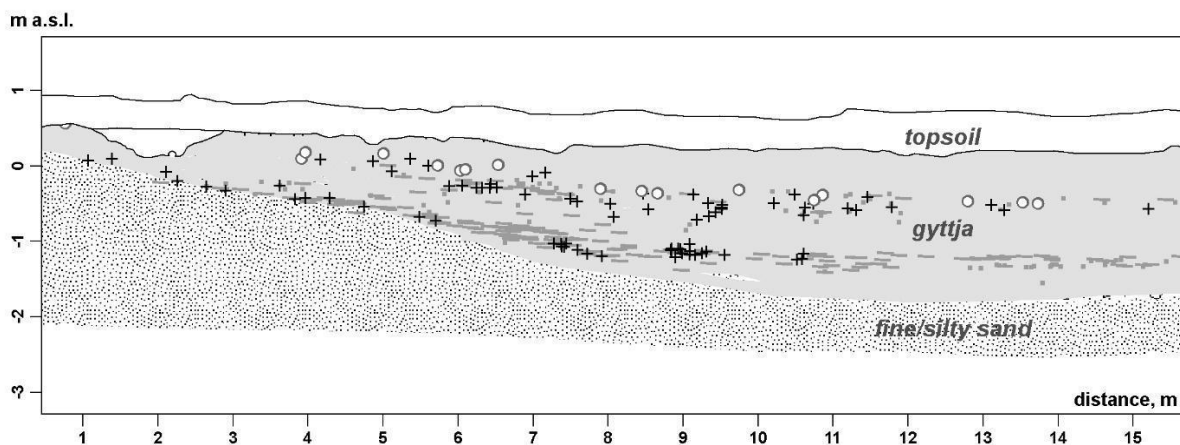 m a.s.l.
1
topsoil
0
gyttja
-1
-2
fine/silty sand
-3
distance, m
1 2 3 4 5 6 7 8 9 10 11 12 13 14 15